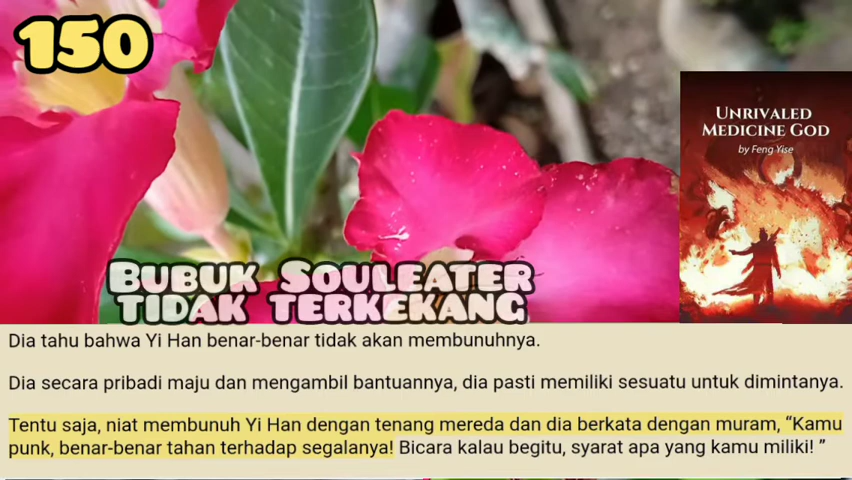 150
UNRIVALED
MEDICINE GOD
by Feng Yise
BUBUK SOULEATER
TIDAK TERKEKANG
Dia tahu bahwa Yi Han benar-benar tidak akan membunuhnya.
Dia secara pribadi maju dan mengambil bantuannya, dia pasti memiliki sesuatu untuk dimintanya.
Tentu saja, niat membunuh Yi Han dengan tenang mereda dan dia berkata dengan muram, “Kamu
punk, benar-benar tahan terhadap segalanya! Bicara kalau begitu, syarat apa yang kamu miliki! ”